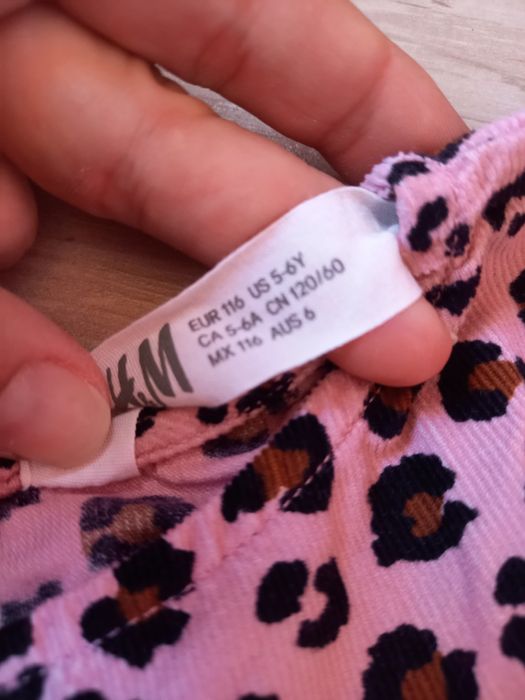 H&M
EUR 116 US 5-6Y
CA 5-6A CN 120/60
MX 116 AUS 6